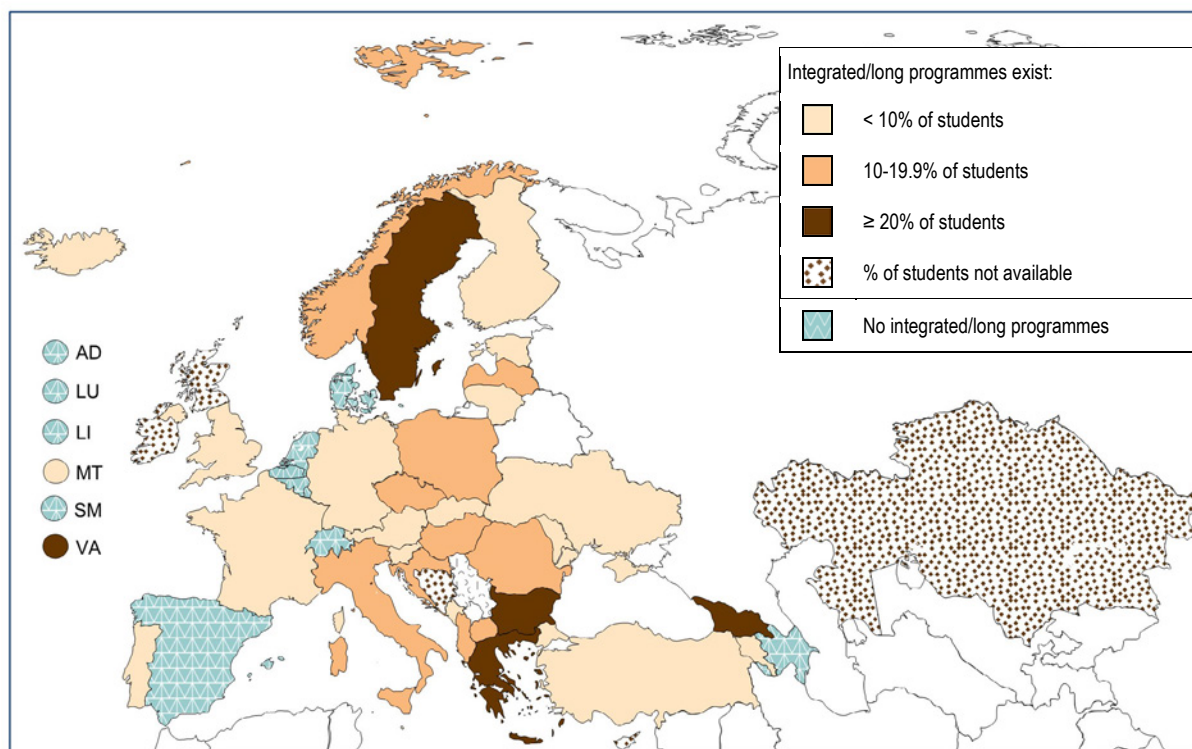 Integrated/long programmes exist:
< 10% of students
10-19.9% of students
≥ 20% of students
% of students not available
No integrated/long programmes
AD
LU
LI
MT
SM
VA